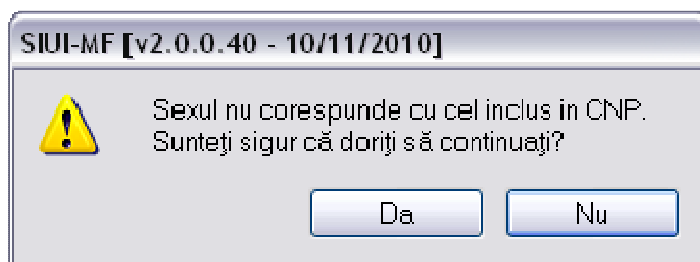 SIUI-MF [v2.0.0.40 - 10/11/2010]
Sexul nu corespunde cu cel inclus in CNP.
Sunteţi sigur că doriţi să continuaţi?
Da
Nu